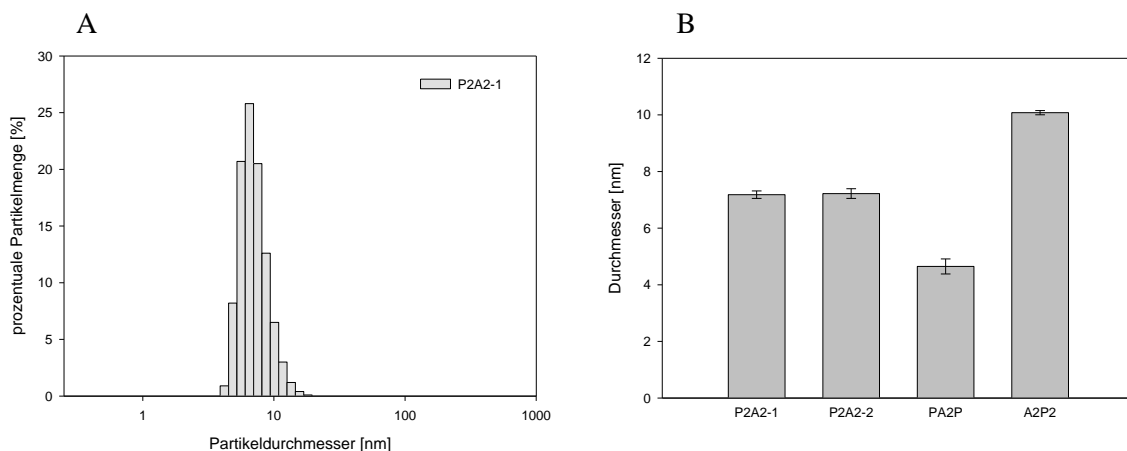 A
prozentuale Partikelmenge [%]
30
25
20
15
10
5
0
P2A2-1
1
10
100
1000
Partikeldurchmesser [nm]
B
Durchmesser [nm]
12
10
8
6
4
2
0
P2A2-1
P2A2-2
PA2P
A2P2